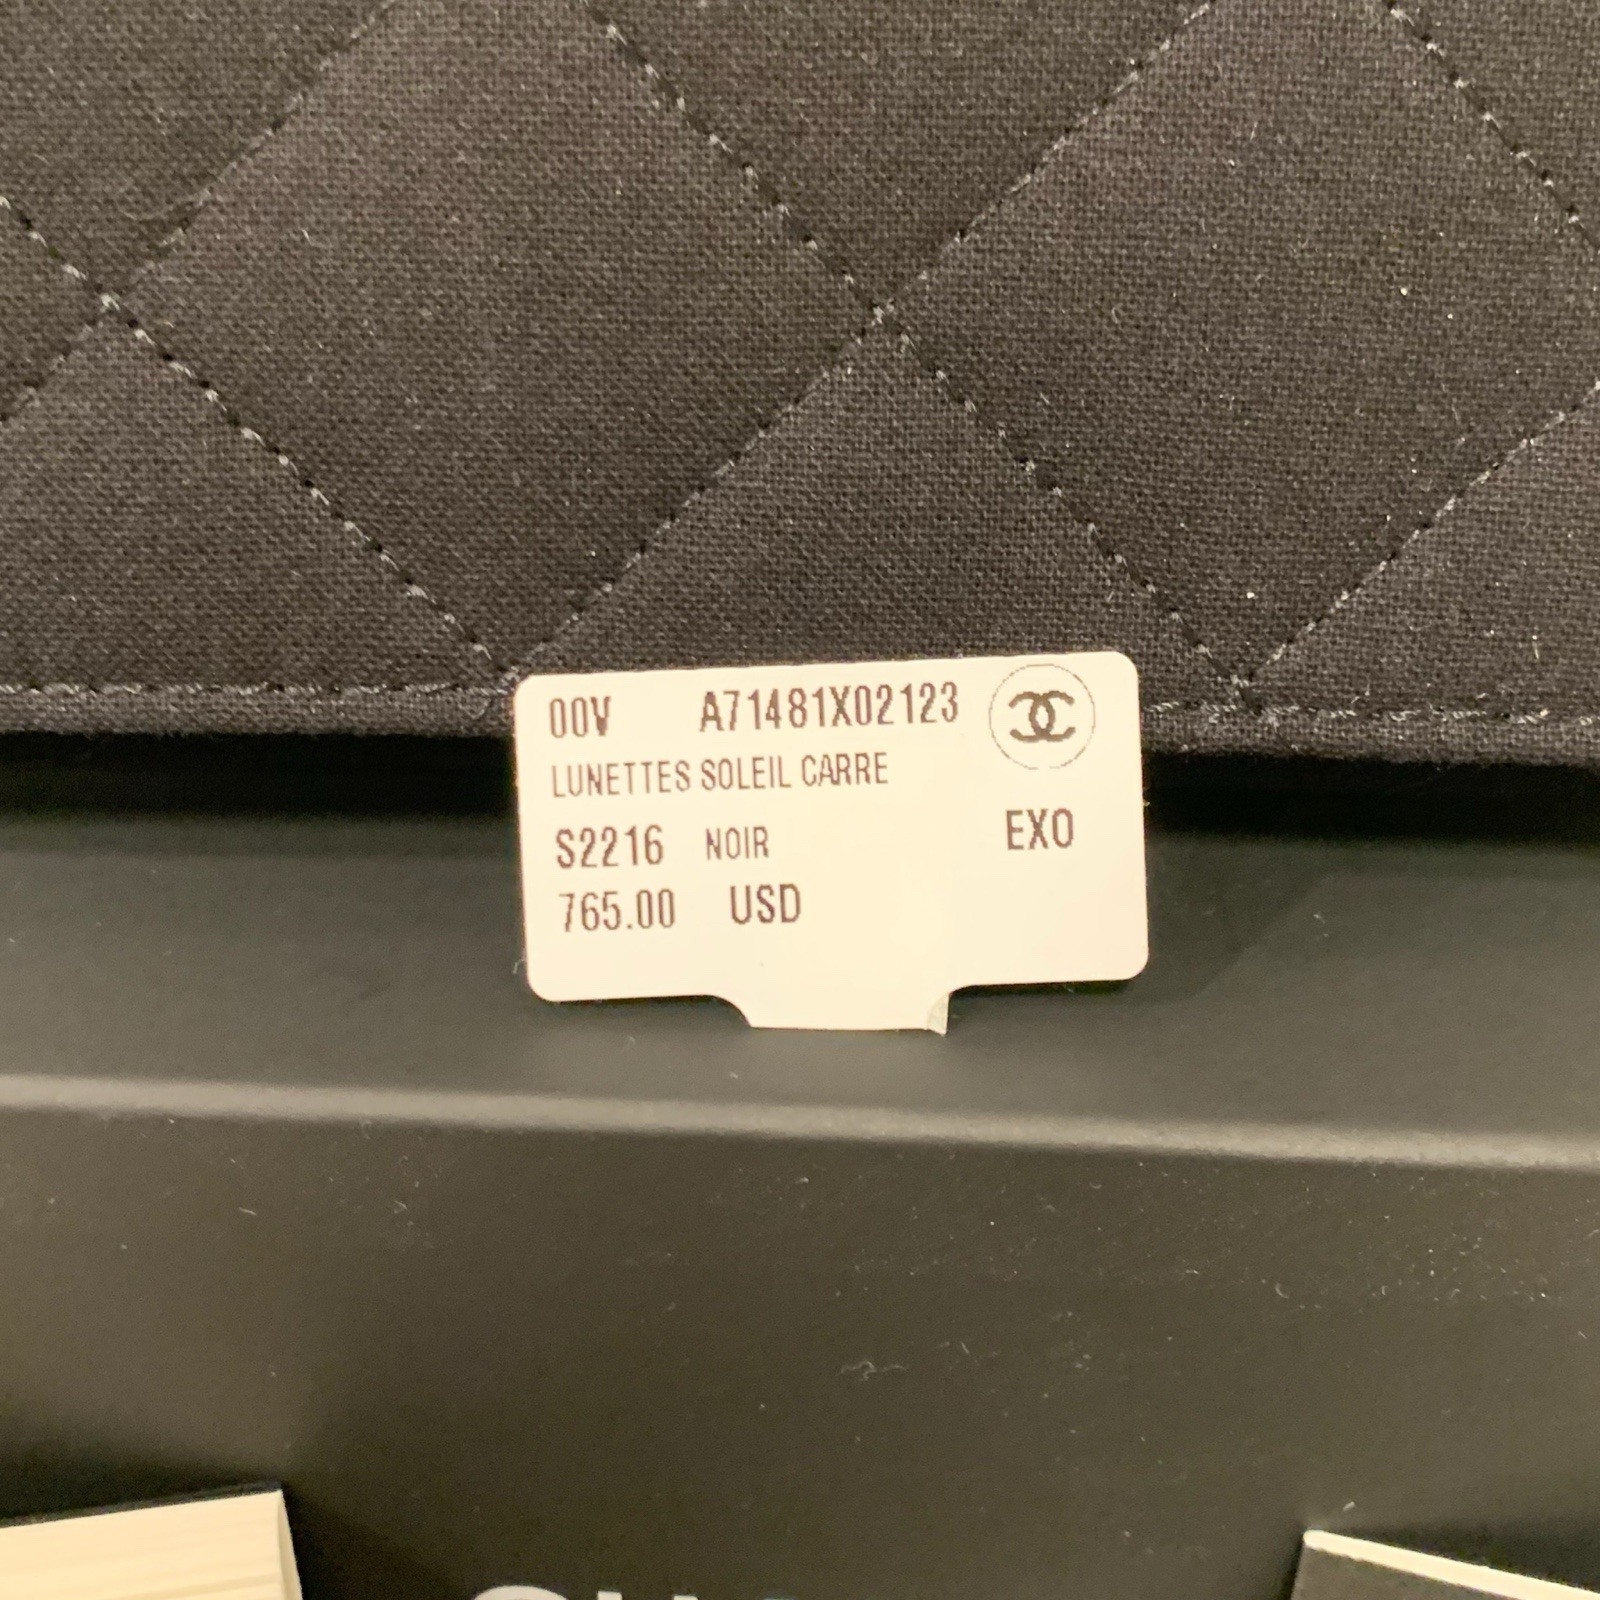 00V A71481X02123
LUNETTES SOLEIL CARRE
S2216 NOIR EXO
765.00 USD